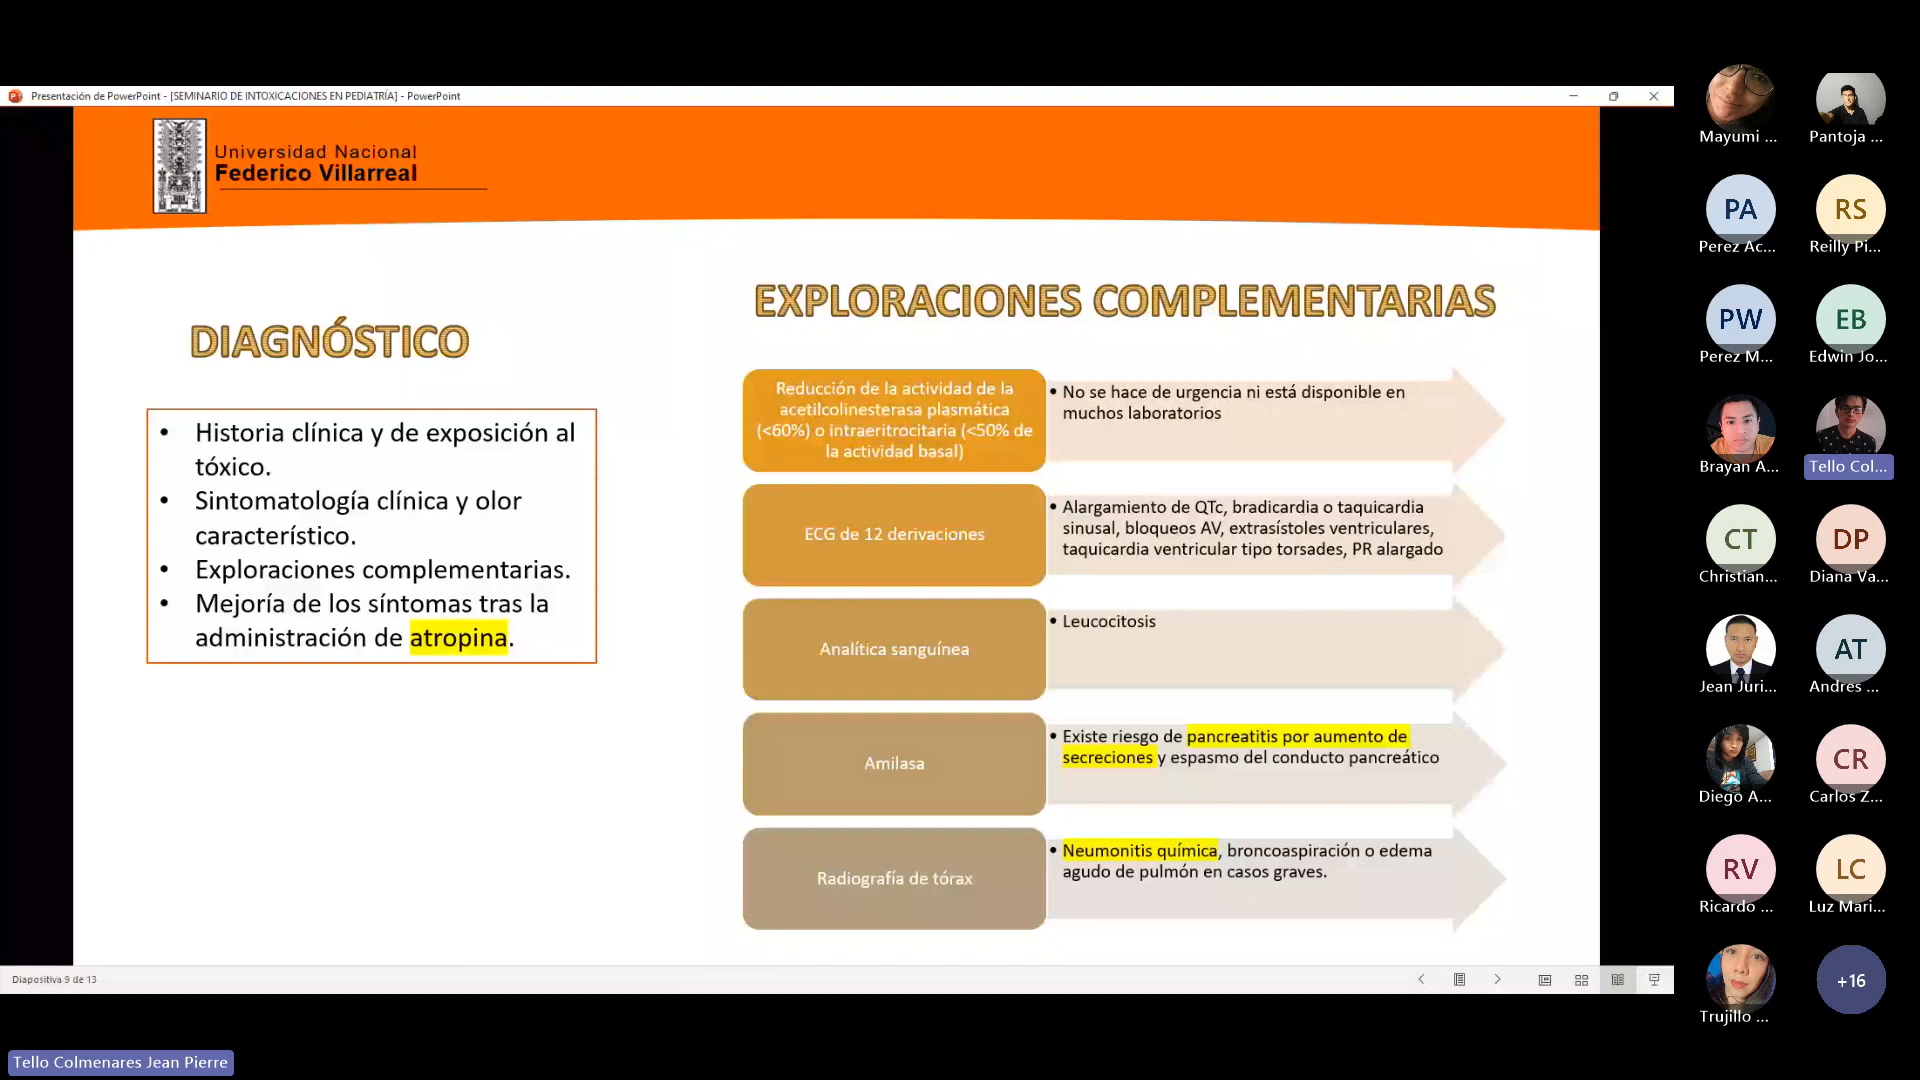 Presentación de PowerPoint - [SEMINARIO DE INTOXICACIONES EN PEDIATRÍA] - PowerPoint
Universidad Nacional
Federico Villarreal
DIAGNÓSTICO
• Historia clínica y de exposición al
tóxico.
• Sintomatología clínica y olor
característico.
• Exploraciones complementarias.
• Mejoría de los síntomas tras la
administración de atropina.
EXPLORACIONES COMPLEMENTARIAS
Reducción de la actividad de la
acetilcolinesterasa plasmática
(<60%) o intraeritrocitaria (<50% de
la actividad basal)
• No se hace de urgencia ni está disponible en
muchos laboratorios
ECG de 12 derivaciones
• Alargamiento de QTc, bradicardia o taquicardia
sinusal, bloqueos AV, extrasístoles ventriculares,
taquicardia ventricular tipo torsades, PR alargado
Analítica sanguínea
• Leucocitosis
Amilasa
• Existe riesgo de pancreatitis por aumento de
secreciones y espasmo del conducto pancreático
Radiografía de tórax
• Neumonitis química, broncoaspiración o edema
agudo de pulmón en casos graves.
Diapositiva 9 de 13
Mayumi ...
Pantoja ...
PA
Perez Ac...
RS
Reilly Pi...
PW
Perez M...
EB
Edwin Jo...
Brayan A...
Tello Col...
CT
Christian...
DP
Diana Va...
Jean Juri...
AT
Andres ...
Diego A...
CR
Carlos Z...
RV
Ricardo ...
LC
Luz Mari...
Trujillo ...
+16
Tello Colmenares Jean Pierre